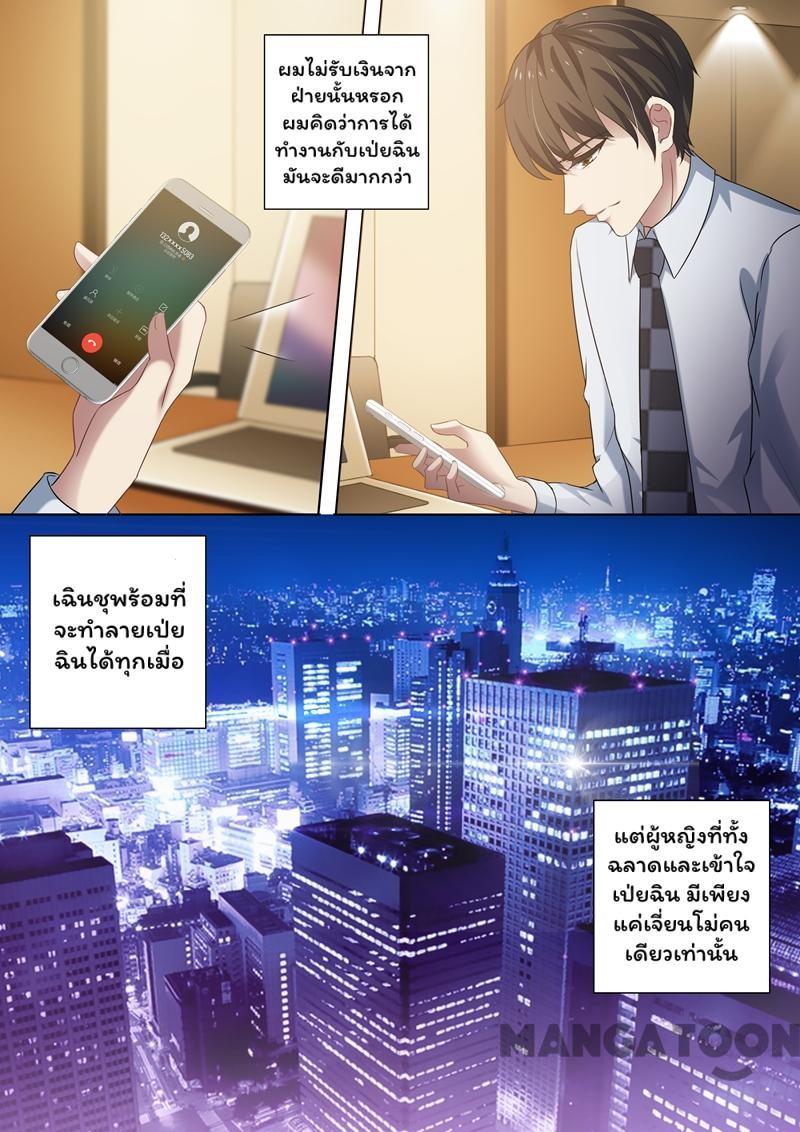 ผมไม่รับเงินจาก
ฝ่ายนั้นหรอก
ผมคิดว่าการได้
ทำงานกับเป่ยฉิน
มันจะดีมากกว่า
132xxxx5083
เฉินชุพร้อมที่
จะทำลายเป่ย
ฉินได้ทุกเมื่อ
แต่ผู้หญิงที่ทั้ง
ฉลาดและเข้าใจ
เป่ยฉิน มีเพียง
แค่เจี่ยนโม่คน
เดียวเท่านั้น
MANGATOON